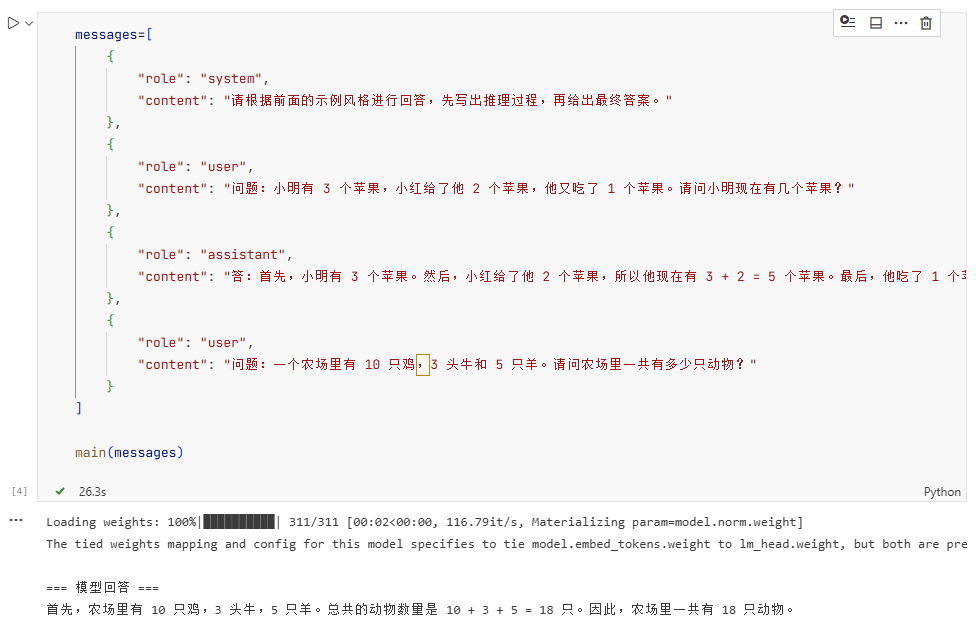 messages=[
{
"role": "system",
"content": "请根据前面的示例风格进行回答，先写出推理过程，再给出最终答案。"
},
{
"role": "user",
"content": "问题：小明有 3 个苹果，小红给了他 2 个苹果，他又吃了 1 个苹果。请问小明现在有几个苹果？"
},
{
"role": "assistant",
"content": "答：首先，小明有 3 个苹果。然后，小红给了他 2 个苹果，所以他现在有 3 + 2 = 5 个苹果。最后，他吃了 1 个
},
{
"role": "user",
"content": "问题：一个农场里有 10 只鸡，3 头牛和 5 只羊。请问农场里一共有多少只动物？"
}
]
main(messages)
[4] 26.3s Python
Loading weights: 100%|██████████| 311/311 [00:02<00:00, 116.79it/s, Materializing param=model.norm.weight]
The tied weights mapping and config for this model specifies to tie model.embed_tokens.weight to lm_head.weight, but both are pre
=== 模型回答 ===
首先，农场里有 10 只鸡，3 头牛，5 只羊。总共的动物数量是 10 + 3 + 5 = 18 只。因此，农场里一共有 18 只动物。